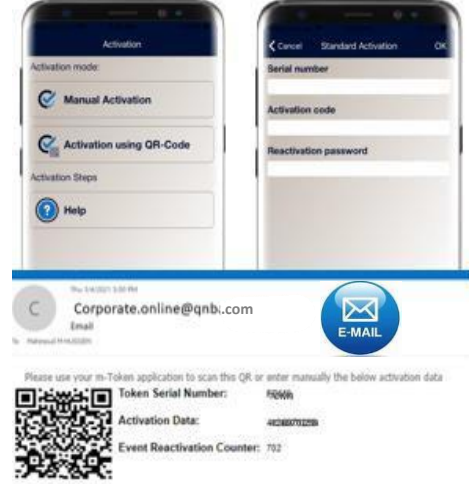 Activation
Activation mode:
Manual Activation
Activation using QR-Code
Activation Steps
Help
Cancel Standard Activation OK
Serial number
Activation code
Reactivation password
C
Corporate.online@qnb.com
Email
To
E-MAIL
Please use your m-Token application to scan this QR or enter manually the below activation data
Token Serial Number:
Activation Data:
Event Reactivation Counter: 702